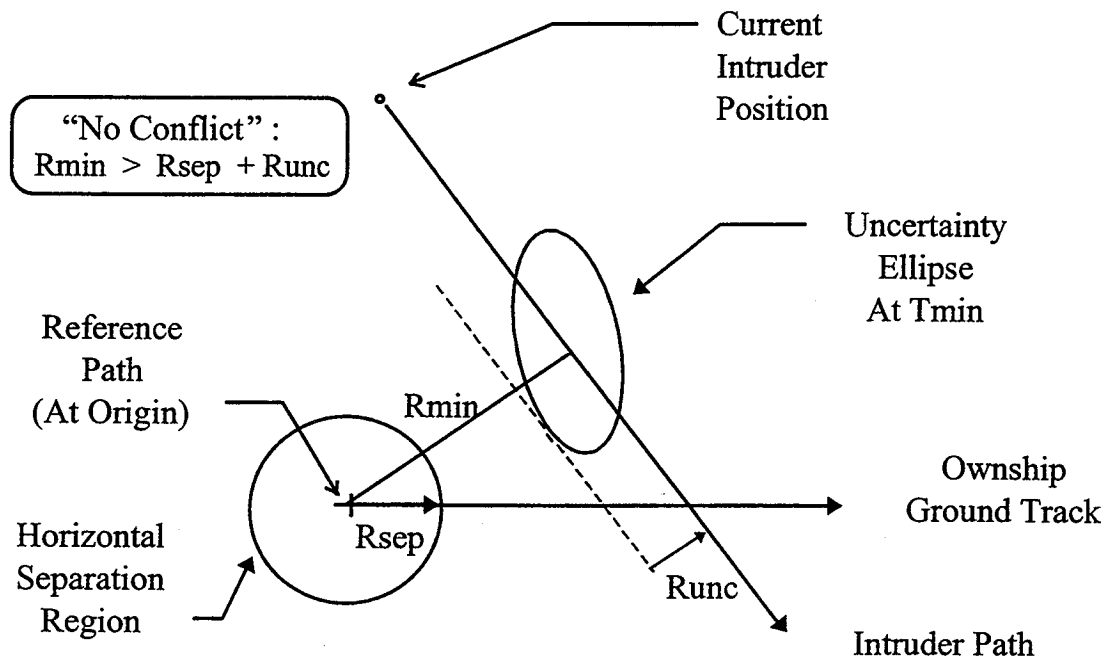 Current
Intruder
Position
“No Conflict” :
Rmin > Rsep + Runc
Uncertainty
Ellipse
At Tmin
Reference
Path
(At Origin)
Rmin
Ownship
Ground Track
Rsep
Horizontal
Separation
Region
Runc
Intruder Path